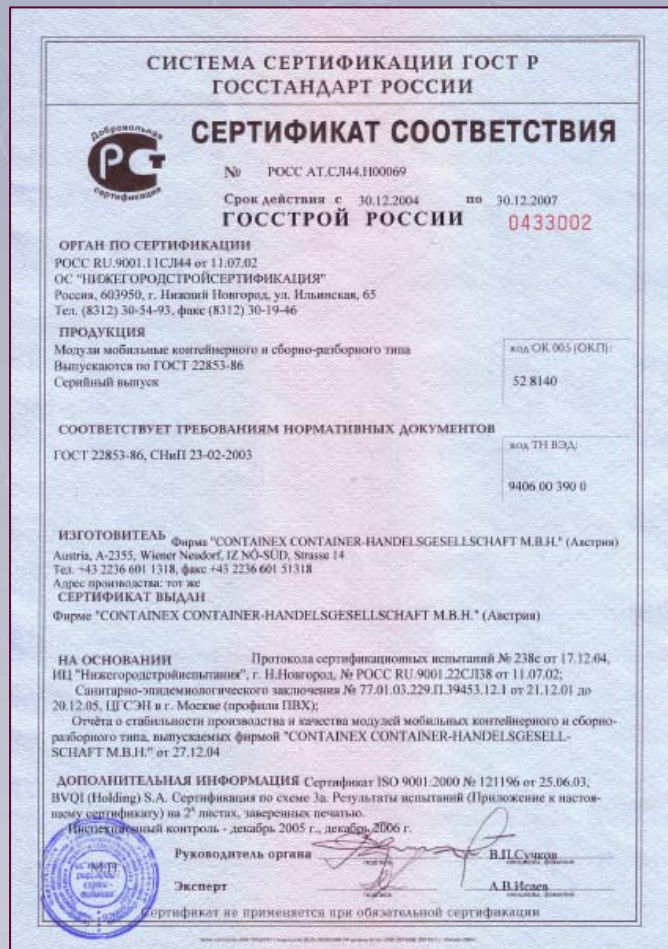 СИСТЕМА СЕРТИФИКАЦИИ ГОСТ Р
ГОССТАНДАРТ РОССИИ
Добровольная
РСТ
сертификация
СЕРТИФИКАТ СООТВЕТСТВИЯ
№ РОСС АТ.СЛ44.Н00069
Срок действия с 30.12.2004 по 30.12.2007
ГОССТРОЙ РОССИИ 0433002
ОРГАН ПО СЕРТИФИКАЦИИ
РОСС RU.9001.11СЛ44 от 11.07.02
ОС "НИЖЕГОРОДСТРОЙСЕРТИФИКАЦИЯ"
Россия, 603950, г. Нижний Новгород, ул. Ильинская, 65
Тел. (8312) 30-54-93, факс (8312) 30-19-46
ПРОДУКЦИЯ
Модули мобильные контейнерного и сборно-разборного типа
Выпускаются по ГОСТ 22853-86
Серийный выпуск
код ОК 005 (ОКП):
52 8140
СООТВЕТСТВУЕТ ТРЕБОВАНИЯМ НОРМАТИВНЫХ ДОКУМЕНТОВ
ГОСТ 22853-86, СНиП 23-02-2003
код ТН ВЭД:
9406 00 390 0
ИЗГОТОВИТЕЛЬ Фирма "CONTAINEX CONTAINER-HANDELSGESELLSCHAFT M.B.H." (Австрия)
Austria, A-2355, Wiener Neudorf, IZ NÖ-SÜD, Strasse 14
Тел. +43 2236 601 1318, факс +43 2236 601 51318
Адрес производства: тот же
СЕРТИФИКАТ ВЫДАН
Фирме "CONTAINEX CONTAINER-HANDELSGESELLSCHAFT M.B.H." (Австрия)
НА ОСНОВАНИИ Протокола сертификационных испытаний № 238с от 17.12.04,
ИЦ "Нижегородстройиспытания", г. Н.Новгород, № РОСС RU.9001.22СЛ38 от 11.07.02;
Санитарно-эпидемиологического заключения № 77.01.03.229.П.39453.12.1 от 21.12.01 до
20.12.05, ЦГСЭН в г. Москве (профили ПВХ);
Отчёта о стабильности производства и качества модулей мобильных контейнерного и сборно-
разборного типа, выпускаемых фирмой "CONTAINEX CONTAINER-HANDELSGESELL-
SCHAFT M.B.H." от 27.12.04
ДОПОЛНИТЕЛЬНАЯ ИНФОРМАЦИЯ Сертификат ISO 9001:2000 № 121196 от 25.06.03,
BVQI (Holding) S.A. Сертификация по схеме 3а. Результаты испытаний (Приложение к настоя-
щему сертификату) на 2х листах, заверенных печатью.
Инспекционный контроль - декабрь 2005 г., декабрь 2006 г.
М.П.
Руководитель органа В.П.Сучков
Эксперт А.В.Исаев
Сертификат не применяется при обязательной сертификации